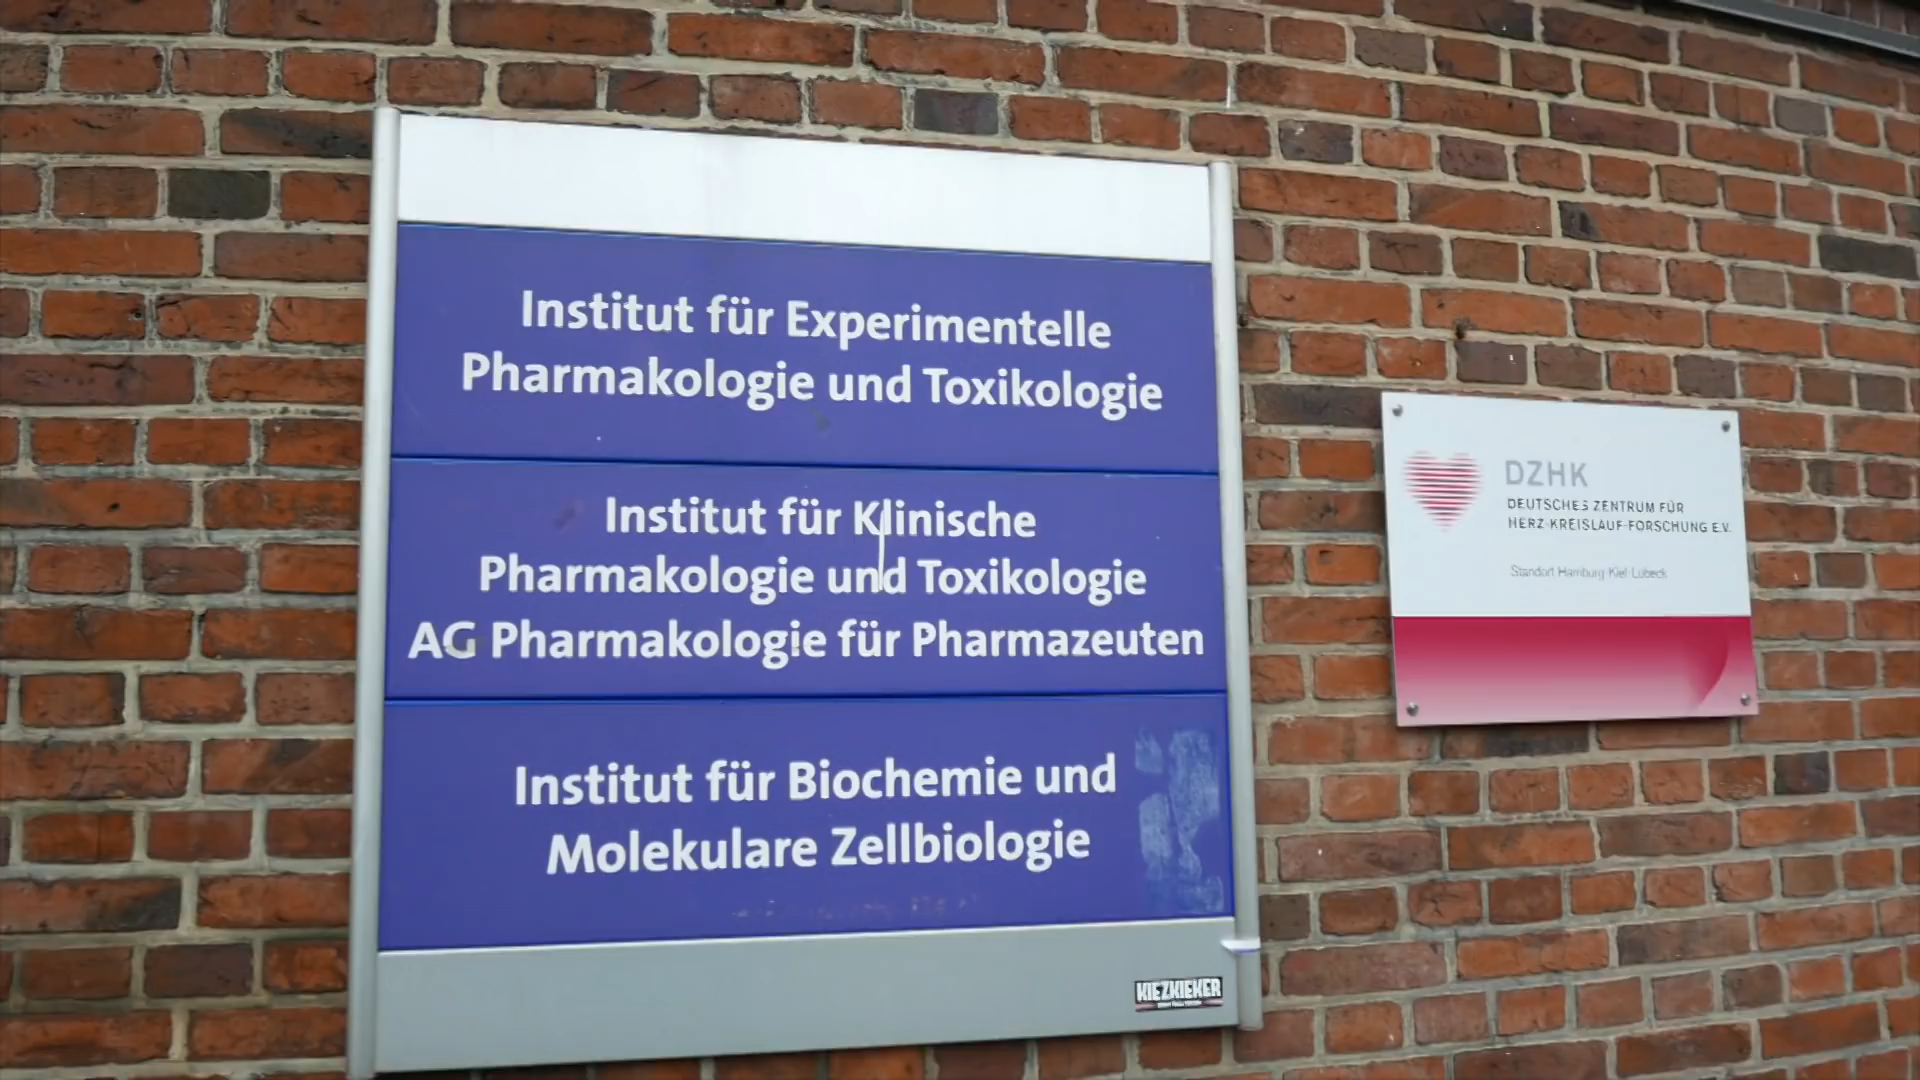 Institut für Experimentelle
Pharmakologie und Toxikologie
Institut für Klinische
Pharmakologie und Toxikologie
AG Pharmakologie für Pharmazeuten
Institut für Biochemie und
Molekulare Zellbiologie
KIEZKIEKER
DZHK
DEUTSCHES ZENTRUM FÜR
HERZ-KREISLAUF-FORSCHUNG E.V.
Standort Hamburg-Kiel-Lübeck